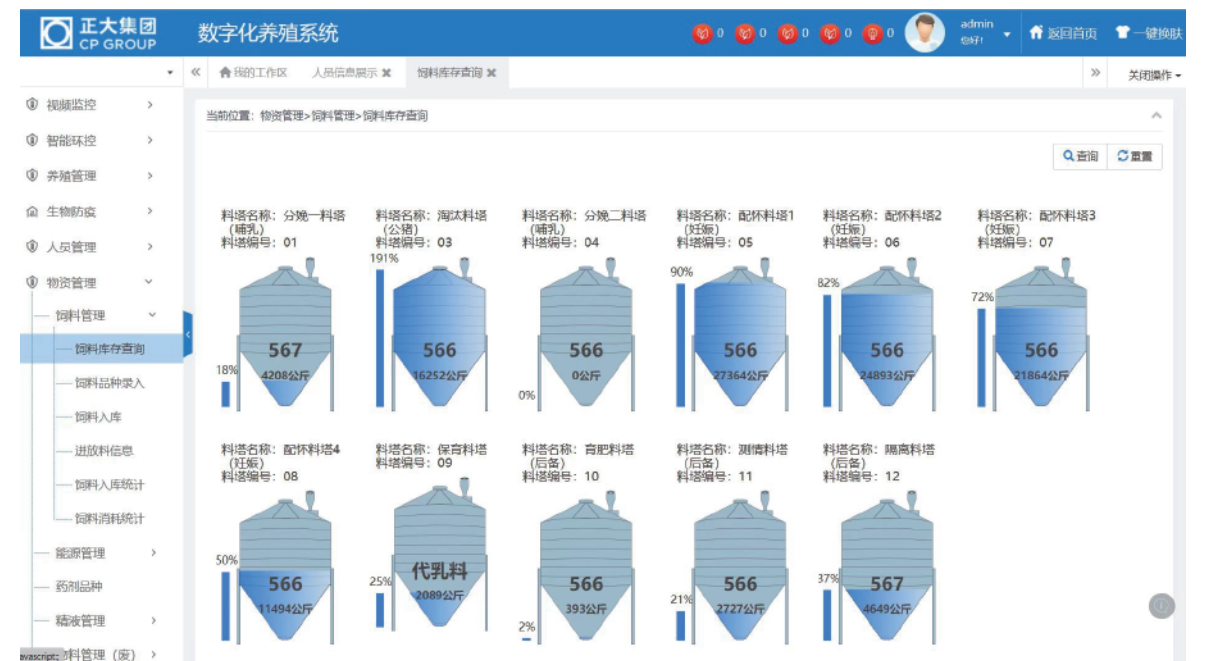 正大集团
CP GROUP
数字化养殖系统
0 0 0 0 0
admin
您好!
返回首页
一键换肤
我的工作区 人员信息展示 饲料库存查询
关闭操作
视频监控
智能环控
养殖管理
生物防疫
人员管理
物资管理
饲料管理
饲料库存查询
饲料品种录入
饲料入库
进放料信息
饲料入库统计
饲料消耗统计
能源管理
药剂品种
精液管理
料管理（废）
avascript:;
当前位置：物资管理>饲料管理>饲料库存查询
查询 重置
料塔名称：分娩一料塔
（哺乳）
料塔编号：01
18%
567
4208公斤
料塔名称：淘汰料塔
（公猪）
料塔编号：03
191%
566
16252公斤
料塔名称：分娩二料塔
（哺乳）
料塔编号：04
0%
566
0公斤
料塔名称：配怀料塔1
（妊娠）
料塔编号：05
90%
566
27364公斤
料塔名称：配怀料塔2
（妊娠）
料塔编号：06
82%
566
24893公斤
料塔名称：配怀料塔3
（妊娠）
料塔编号：07
72%
566
21864公斤
料塔名称：配怀料塔4
（妊娠）
料塔编号：08
50%
566
11494公斤
料塔名称：保育料塔
料塔编号：09
25%
代乳料
2089公斤
料塔名称：育肥料塔
（后备）
料塔编号：10
2%
566
393公斤
料塔名称：测情料塔
（后备）
料塔编号：11
21%
566
2727公斤
料塔名称：隔离料塔
（后备）
料塔编号：12
37%
567
4649公斤